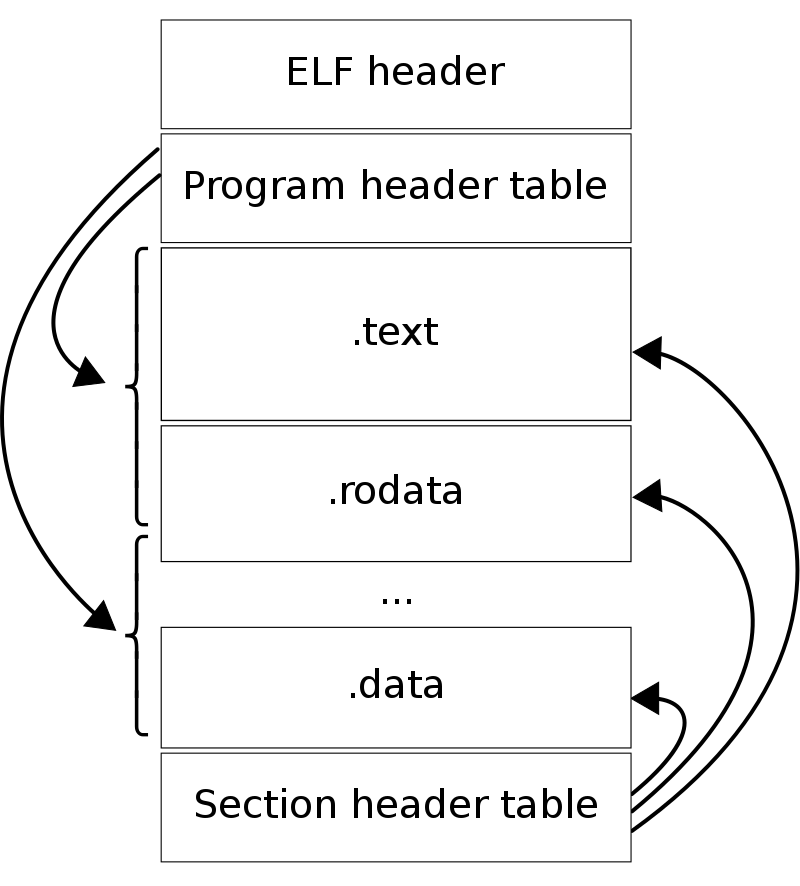 ELF header
Program header table
.text
.rodata
...
.data
Section header table